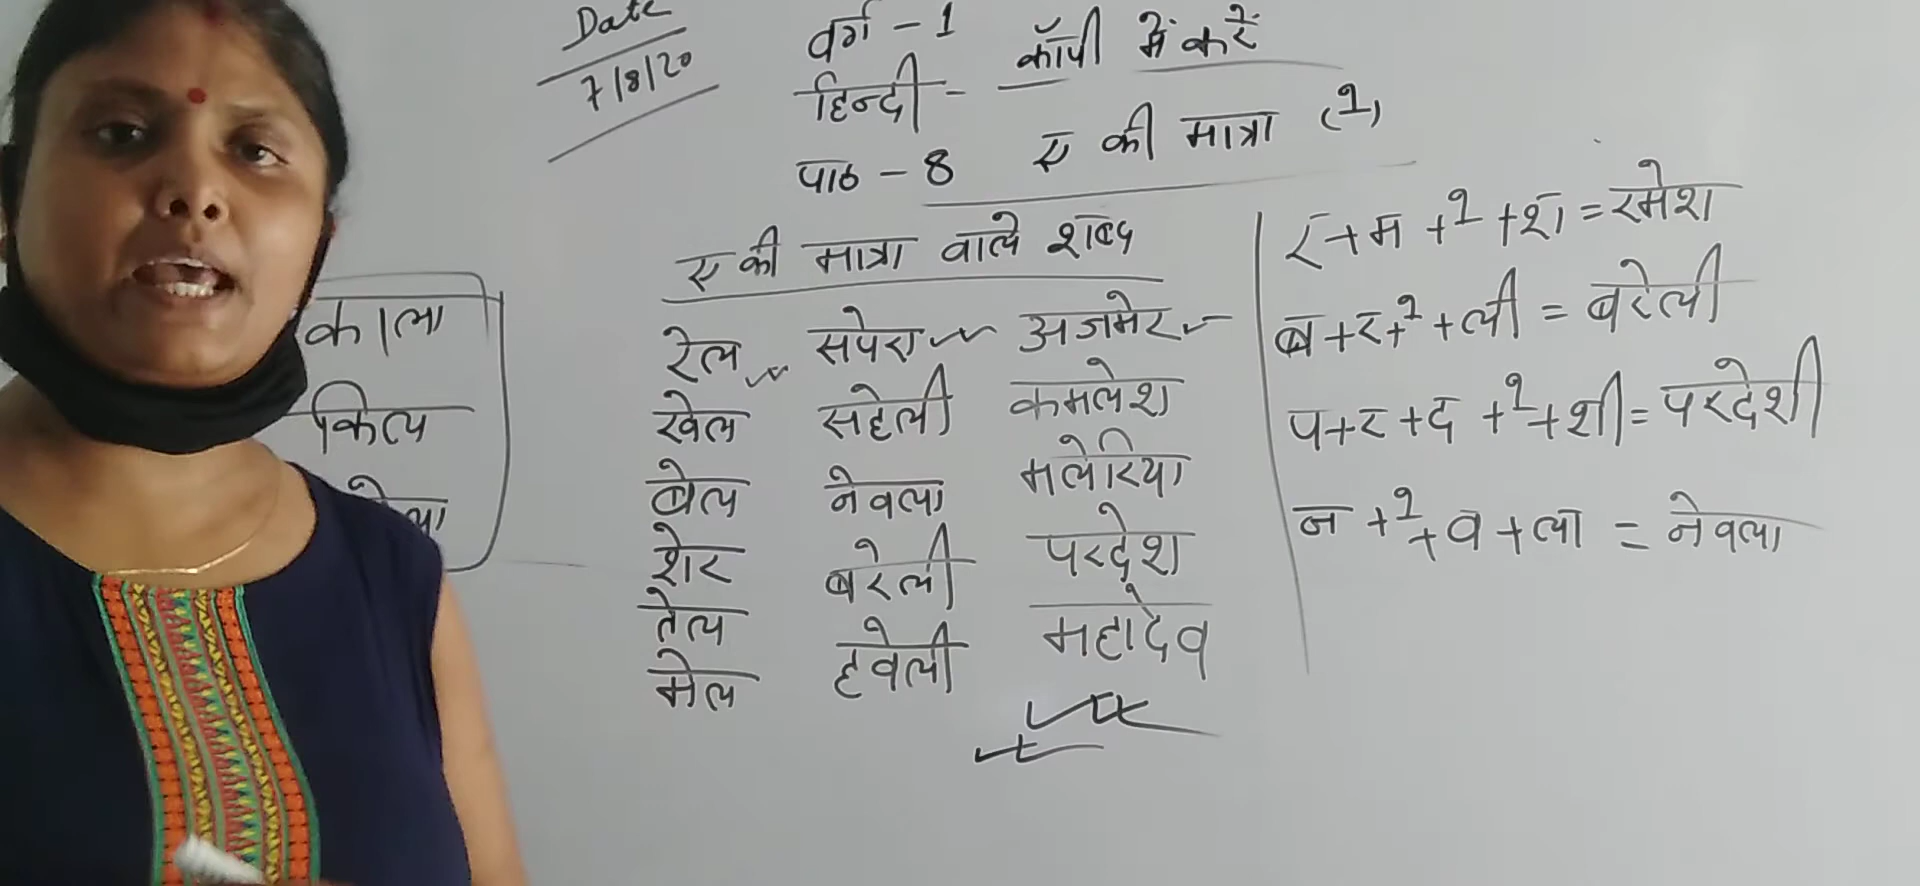 Date
7/8/20
वर्ग - 1
हिन्दी - कॉपी में करें
पाठ - 8 ए की मात्रा (े)
ए की मात्रा वाले शब्द
रेल सपेरा अजमेर
खेल सहेली कमलेश
बेल नेवला मलेरिया
शेर बरेली परदेश
तेल हवेली महादेव
मेल
र + म + े + श = रमेश
ब + र + े + ली = बरेली
प + र + द + े + शी = परदेशी
न + े + व + ला = नेवला
काला
किल